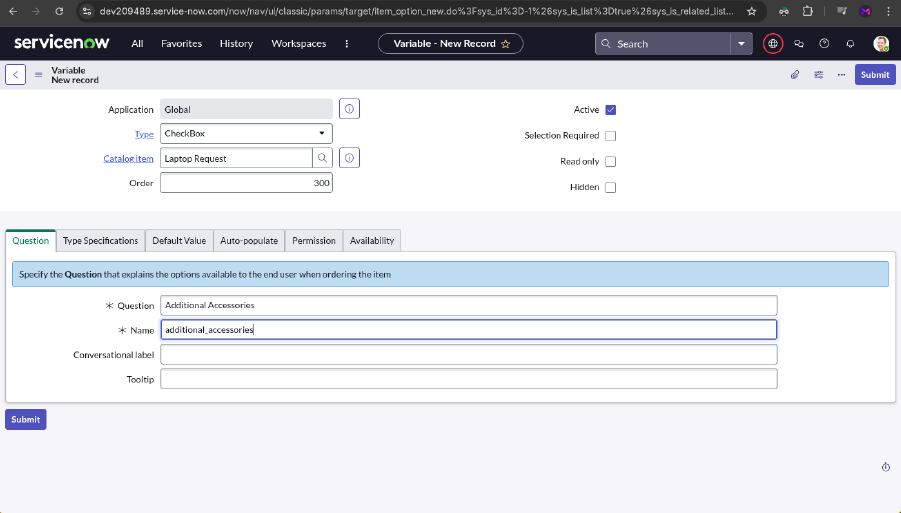 dev209489.service-now.com/now/nav/ui/classic/params/target/item_option_new.do%3Fsys_id%3D-1%26sys_is_list%3Dtrue%26sys_is_related_list...
servicenow
All
Favorites
History
Workspaces
Variable - New Record
Search
Variable
New record
Submit
Application
Global
Active
Type
CheckBox
Selection Required
Catalog item
Laptop Request
Read only
Order
300
Hidden
Question
Type Specifications
Default Value
Auto-populate
Permission
Availability
Specify the Question that explains the options available to the end user when ordering the item
Question
Additional Accessories
Name
additional_accessories
Conversational label
Tooltip
Submit